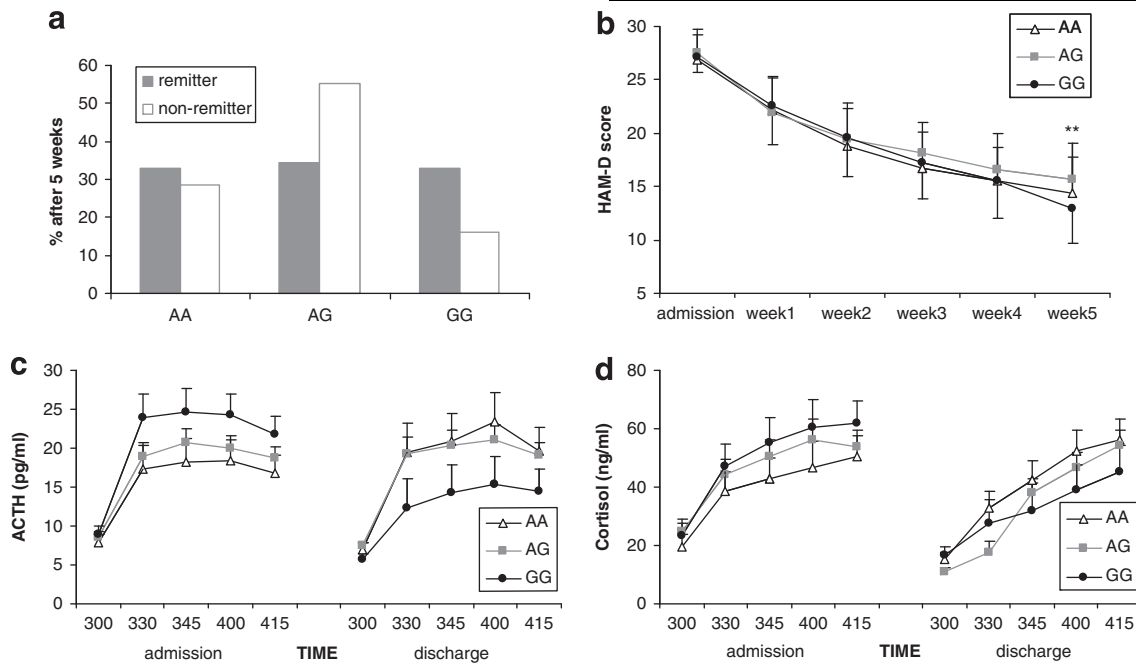 a
% after 5 weeks
60
50
40
30
20
10
0
remitter
non-remitter
AA AG GG
b
HAM-D score
30
25
20
15
10
5
AA
AG
GG
**
admission week1 week2 week3 week4 week5
c
ACTH (pg/ml)
30
25
20
15
10
5
0
AA
AG
GG
300 330 345 400 415 300 330 345 400 415
admission TIME discharge
d
Cortisol (ng/ml)
80
60
40
20
0
AA
AG
GG
300 330 345 400 415 300 330 345 400 415
admission TIME discharge